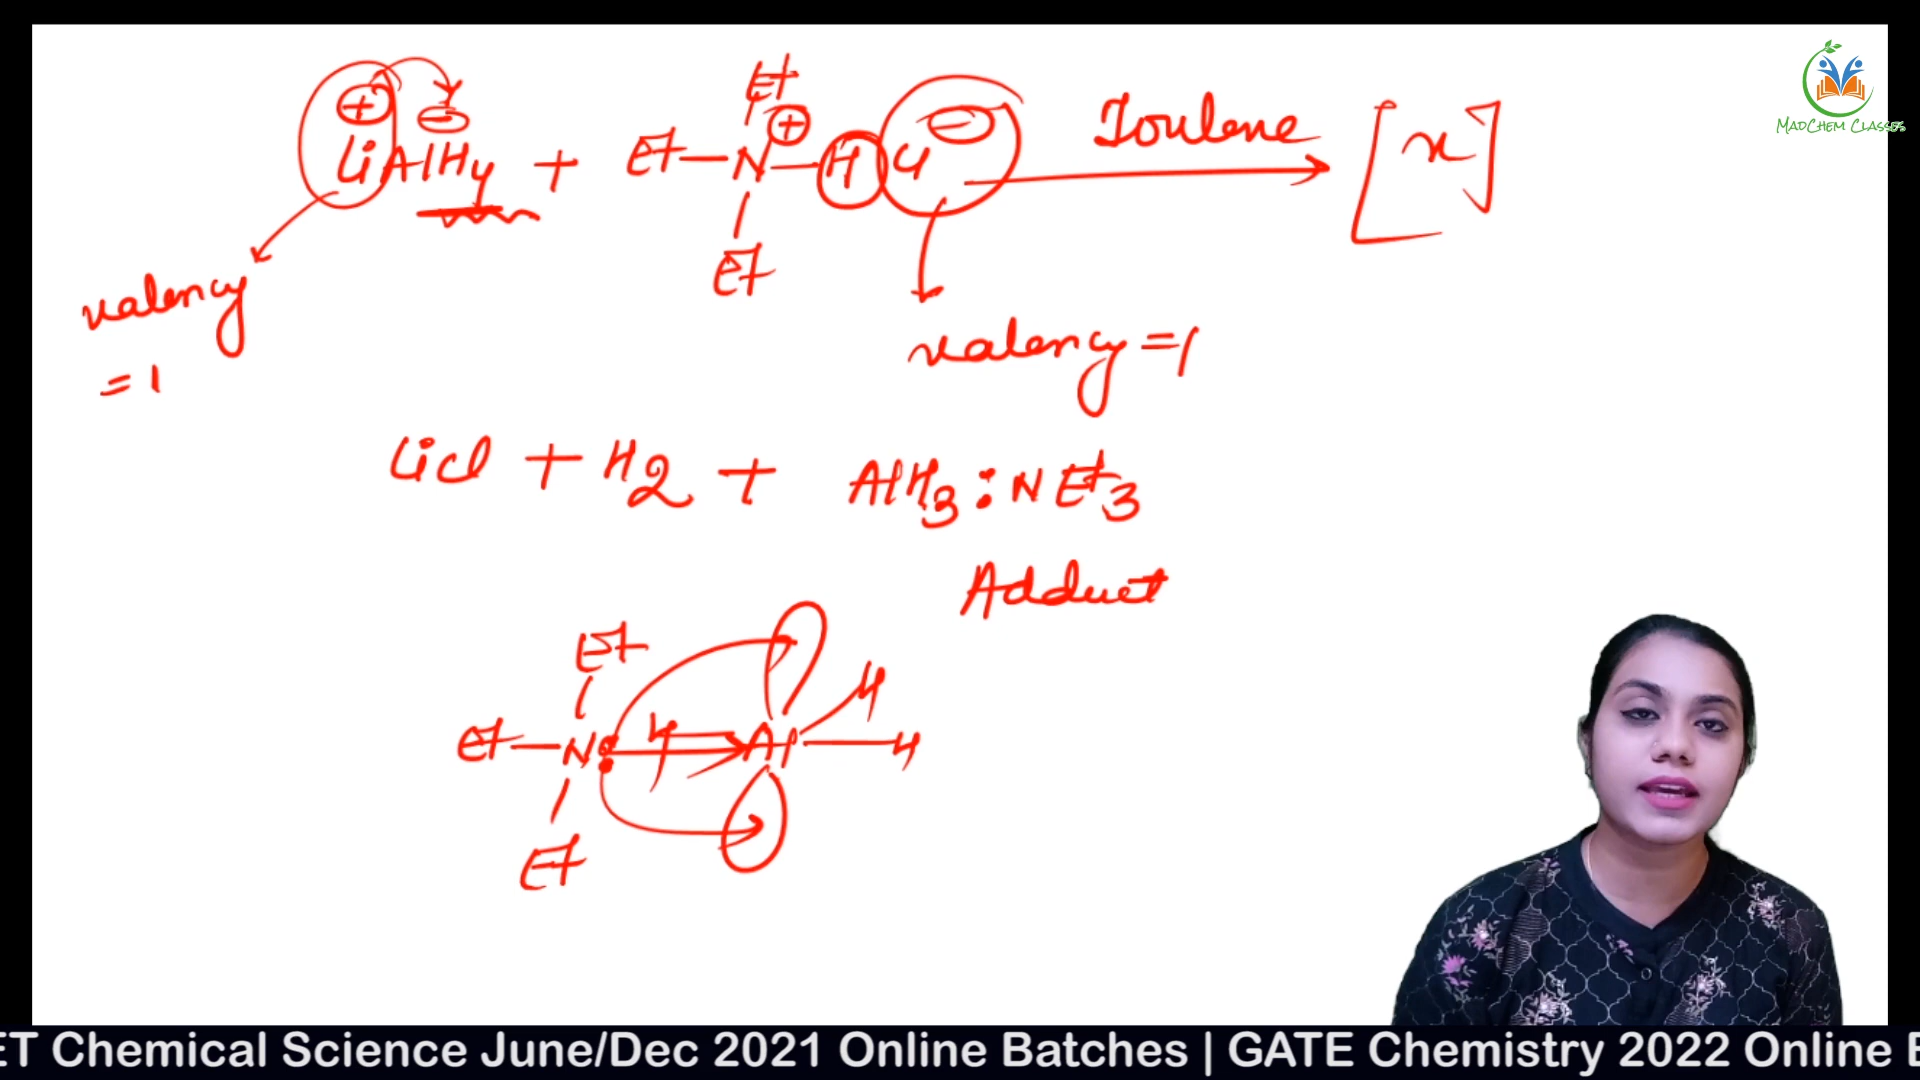 Et
⊕ ⊖ ⊕ ⊖
LiAlH4 + Et-N-H Cl Toulene [x]
Et
valency
=1
valency=1
Licl + H2 + AlH3:NEt3
Adduct
Et
H
Et-N: H Al-H
Et
MADCHEM CLASSES
ET Chemical Science June/Dec 2021 Online Batches | GATE Chemistry 2022 Online